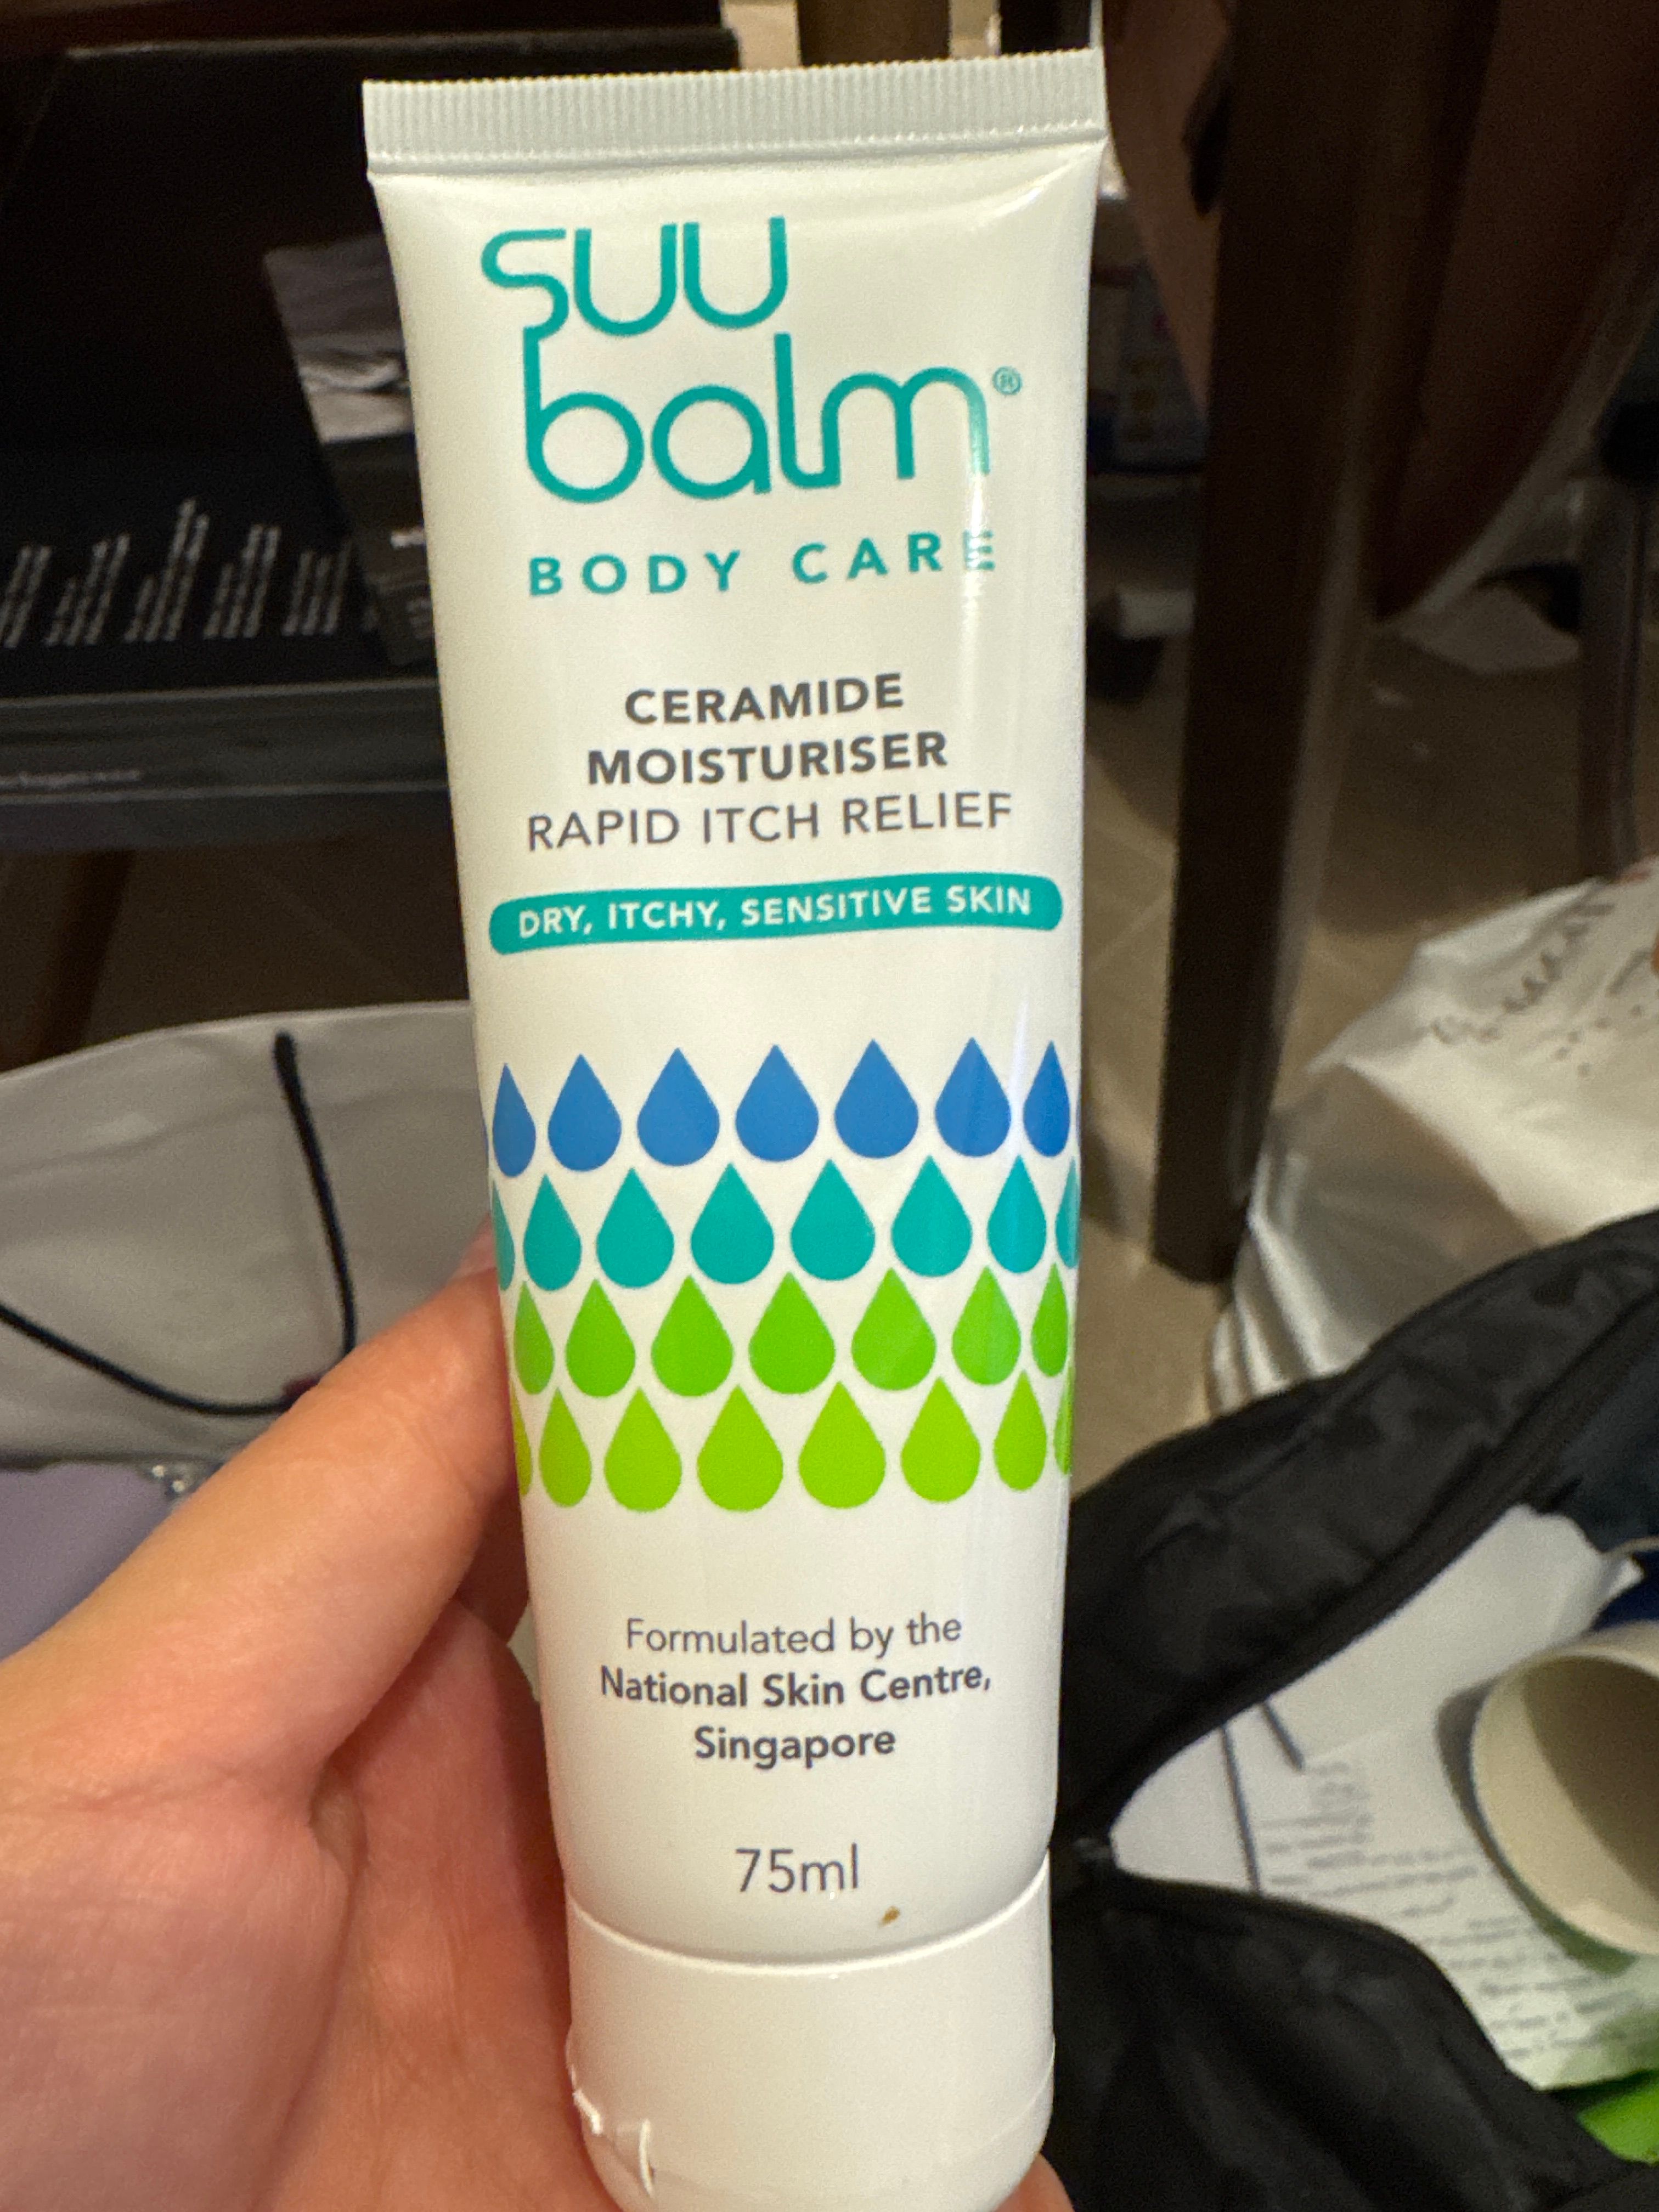 suu
balm®
BODY CARE
CERAMIDE
MOISTURISER
RAPID ITCH RELIEF
DRY, ITCHY, SENSITIVE SKIN
Formulated by the
National Skin Centre,
Singapore
75ml